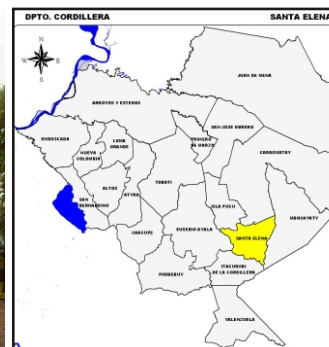 DPTO. CORDILLERA
SANTA ELENA
N
W
E
S
JUAN DE MENA
ARROYOS Y ESTEROS
SAN JOSE OBRERO
EMBOSCADA
LOMA
GRANDE
PRIMERO
DE MARZO
NUEVA
COLOMBIA
CARAGUATAY
ALTOS
TOBATI
ATYRA
SAN
BERNARDINO
ISLA PUCU
MBOCAYATY
CAACUPE
EUSEBIO AYALA
SANTA ELENA
ITACURUBI
DE LA CORDILLERA
PIRIBEBUY
VALENZUELA